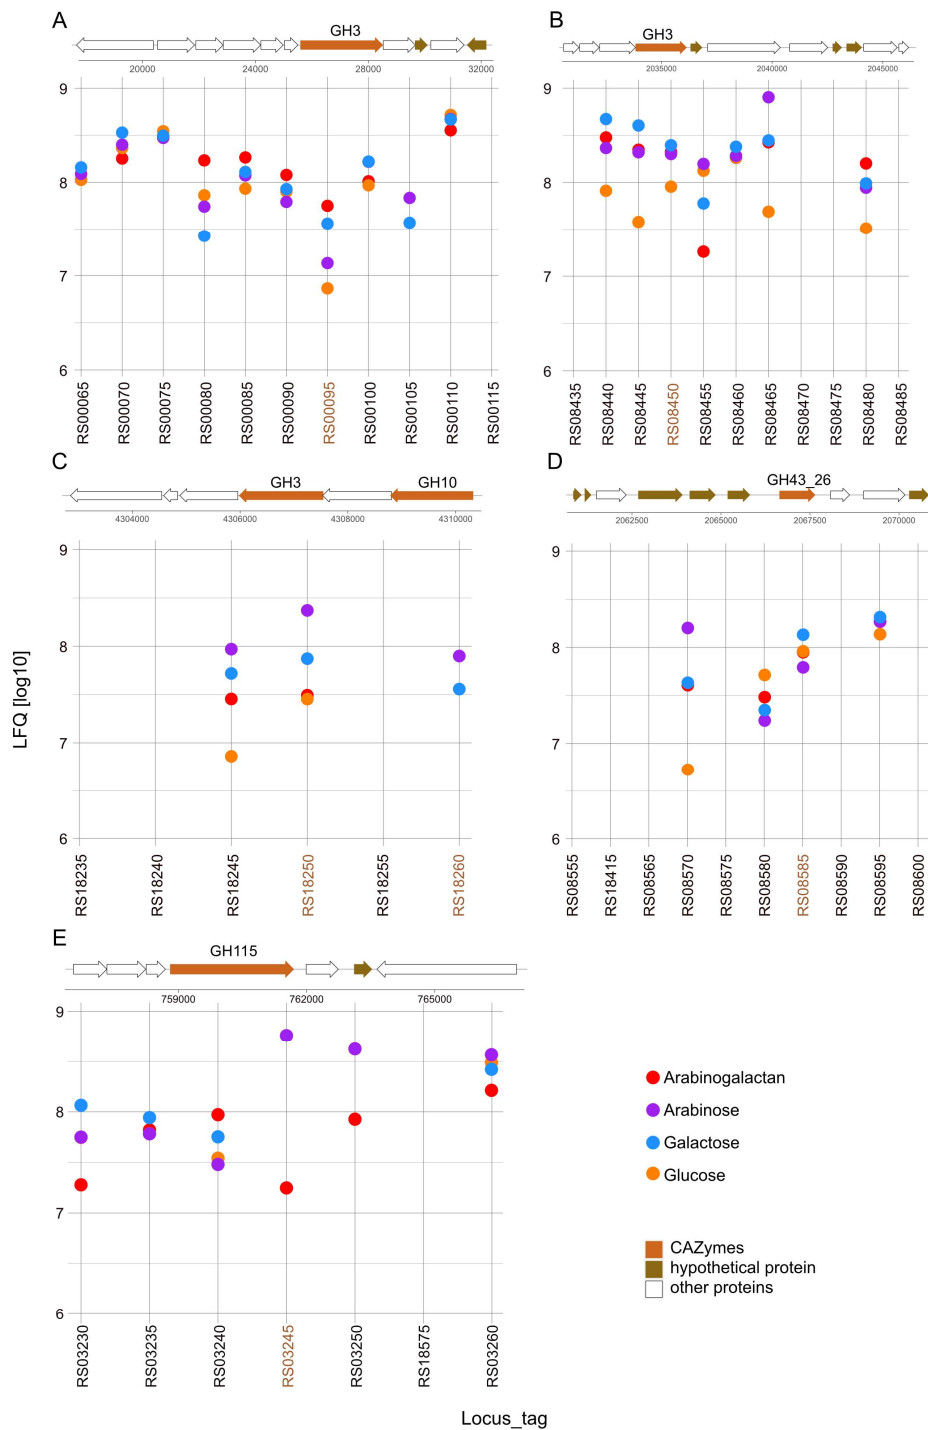 A
GH3
20000 24000 28000 32000
9
8
7
6
RS00065 RS00070 RS00075 RS00080 RS00085 RS00090 RS00095 RS00100 RS00105 RS00110 RS00115
B
GH3
2035000 2040000 2045000
9
8
7
6
RS08435 RS08440 RS08445 RS08450 RS08455 RS08460 RS08465 RS08470 RS08475 RS08480 RS08485
C
GH3 GH10
4304000 4306000 4308000 4310000
9
8
7
6
RS18235 RS18240 RS18245 RS18250 RS18255 RS18260
D
GH43_26
2062500 2065000 2067500 2070000
9
8
7
6
RS08555 RS18415 RS08565 RS08570 RS08575 RS08580 RS08585 RS08590 RS08595 RS08600
LFQ [log10]
E
GH115
759000 762000 765000
9
8
7
6
RS03230 RS03235 RS03240 RS03245 RS03250 RS18575 RS03260
Arabinogalactan
Arabinose
Galactose
Glucose
CAZymes
hypothetical protein
other proteins
Locus_tag